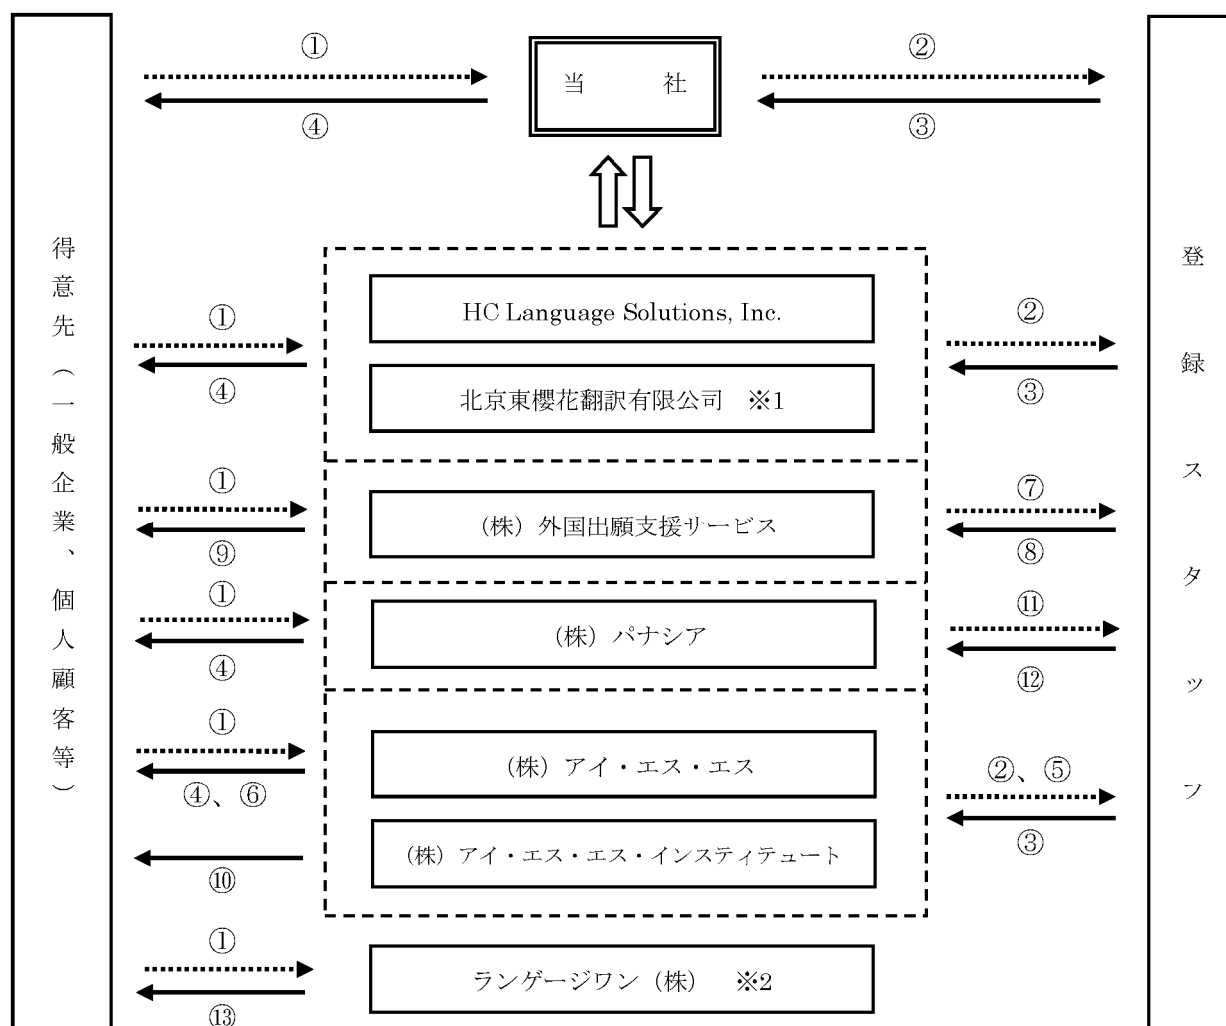 ① ②
当 社
④ ③
得意先（一般企業、個人顧客等）
登録スタッフ
HC Language Solutions, Inc.
① ②
④ ③
北京東櫻花翻訳有限公司 ※1
① ⑦
（株）外国出願支援サービス
⑨ ⑧
① ⑪
（株）パナシア
④ ⑫
①
（株）アイ・エス・エス
④、⑥ ②、⑤
③
（株）アイ・エス・エス・インスティテュート
⑩
①
ランゲージワン（株） ※2
⑬